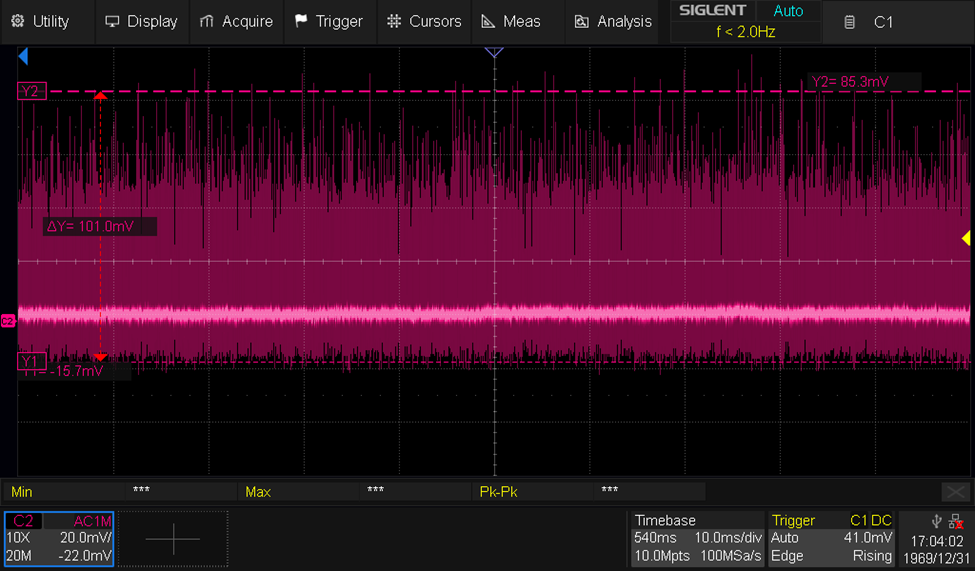 Utility Display Acquire Trigger Cursors Meas Analysis
SIGLENT Auto
f < 2.0Hz
C1
Y2
Y2= 85.3mV
ΔY= 101.0mV
C2
Y1
-15.7mV
Min *** Max *** Pk-Pk ***
C2 AC1M
10X 20.0mV/
20M -22.0mV
Timebase
540ms 10.0ms/div
10.0Mpts 100MSa/s
Trigger C1 DC
Auto 41.0mV
Edge Rising
17:04:02
1969/12/31